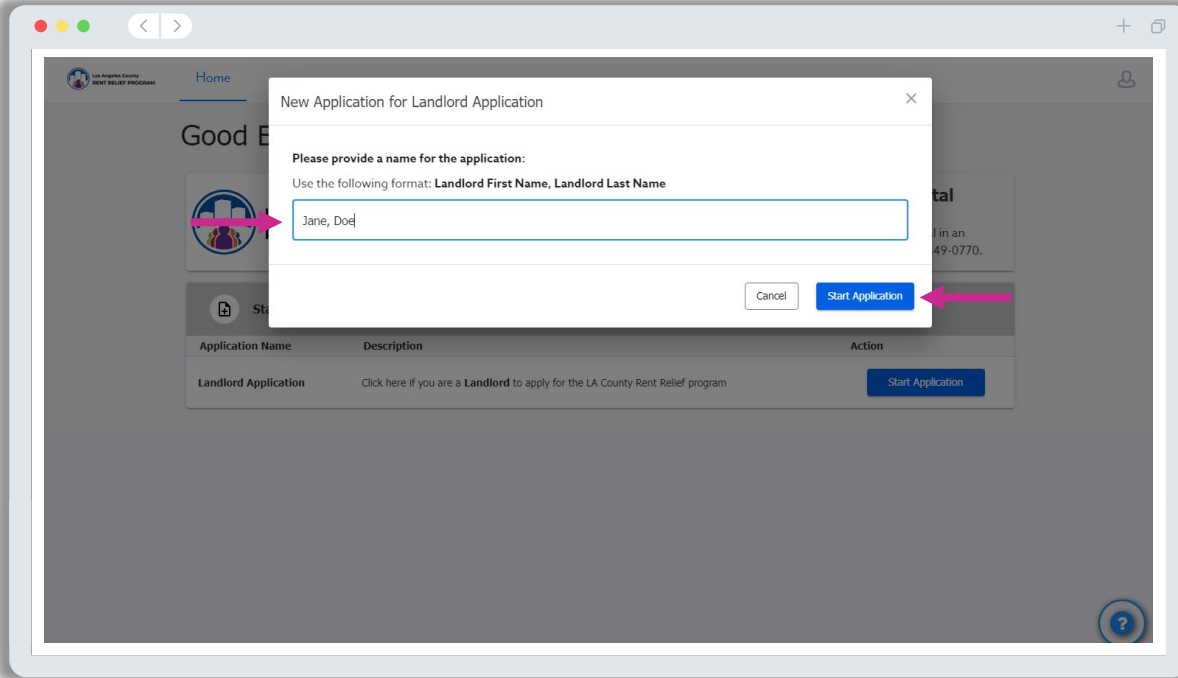 Los Angeles County
RENT RELIEF PROGRAM
Home
New Application for Landlord Application
Good E
Please provide a name for the application:
Use the following format: Landlord First Name, Landlord Last Name
Jane, Doe
tal
l in an
49-0770.
Cancel
Start Application
Sta
Application Name Description Action
Landlord Application Click here if you are a Landlord to apply for the LA County Rent Relief program Start Application
?